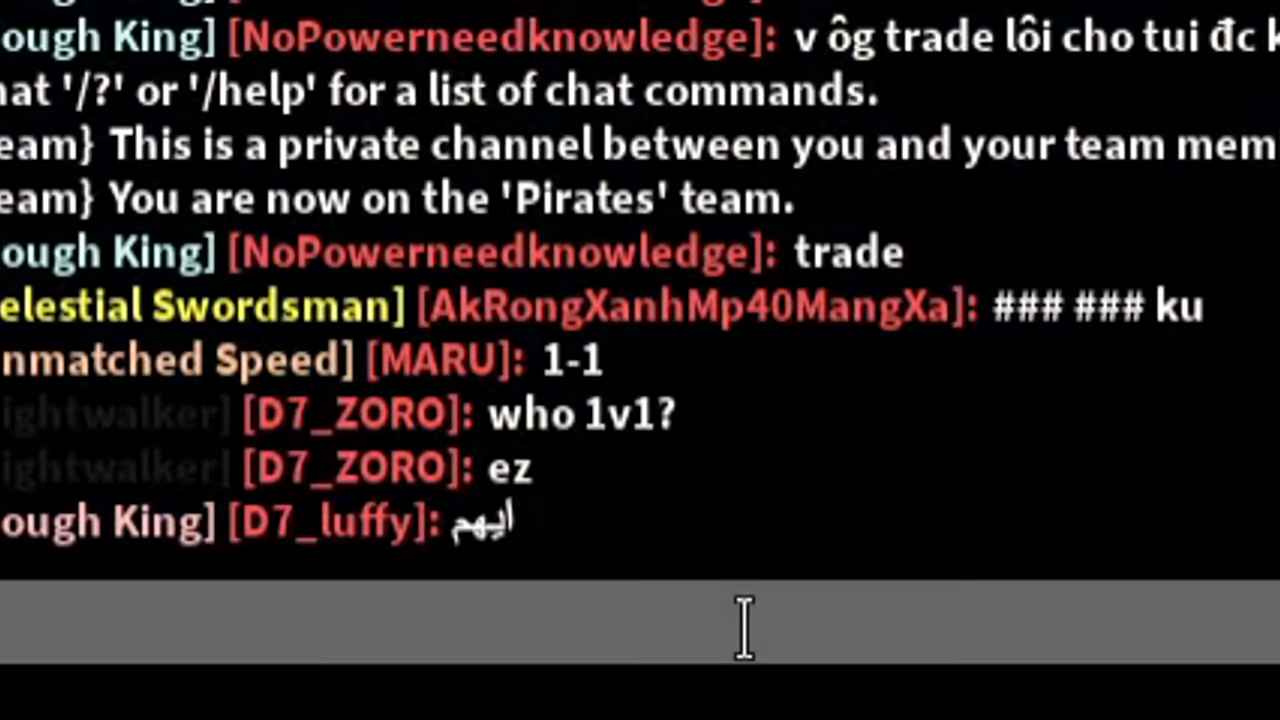 ough King] [NoPowerneedknowledge]: v ôg trade lôi cho tui đc k
hat '/?' or '/help' for a list of chat commands.
eam} This is a private channel between you and your team mem
eam} You are now on the 'Pirates' team.
ough King] [NoPowerneedknowledge]: trade
elestial Swordsman] [AkRongXanhMp40MangXa]: ### ### ku
nmatched Speed] [MARU]: 1-1
ightwalker] [D7_ZORO]: who 1v1?
ightwalker] [D7_ZORO]: ez
ough King] [D7_luffy]: ايهم